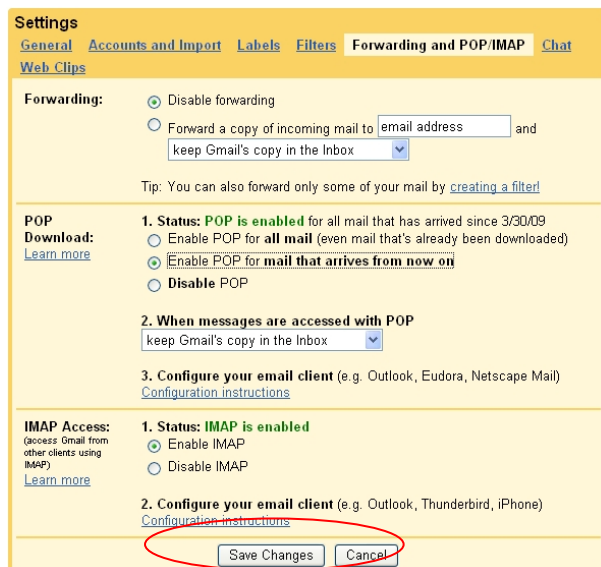 Settings
General Accounts and Import Labels Filters Forwarding and POP/IMAP Chat
Web Clips
Forwarding: Disable forwarding
Forward a copy of incoming mail to email address and
keep Gmail's copy in the Inbox
Tip: You can also forward only some of your mail by creating a filter!
POP 1. Status: POP is enabled for all mail that has arrived since 3/30/09
Download: Enable POP for all mail (even mail that's already been downloaded)
Learn more Enable POP for mail that arrives from now on
Disable POP
2. When messages are accessed with POP
keep Gmail's copy in the Inbox
3. Configure your email client (e.g. Outlook, Eudora, Netscape Mail)
Configuration instructions
IMAP Access: 1. Status: IMAP is enabled
(access Gmail from Enable IMAP
other clients using
IMAP) Disable IMAP
Learn more
2. Configure your email client (e.g. Outlook, Thunderbird, iPhone)
Configuration instructions
Save Changes Cancel